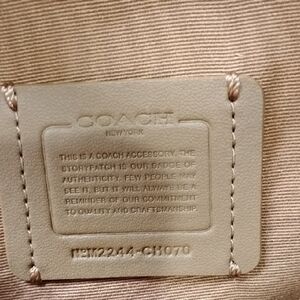 COACH
NEW YORK
THIS IS A COACH ACCESSORY. THE
STORYPATCH IS OUR BADGE OF
AUTHENTICITY. FEW PEOPLE MAY
SEE IT, BUT IT WILL ALWAYS BE A
REMINDER OF OUR COMMITMENT
TO QUALITY AND CRAFTSMANSHIP
NºM2244-CH070